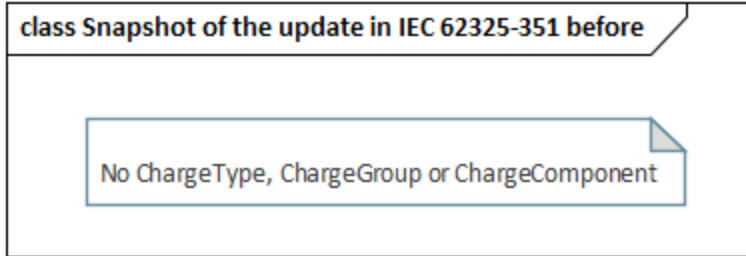 class Snapshot of the update in IEC 62325-351 before
No ChargeType, ChargeGroup or ChargeComponent